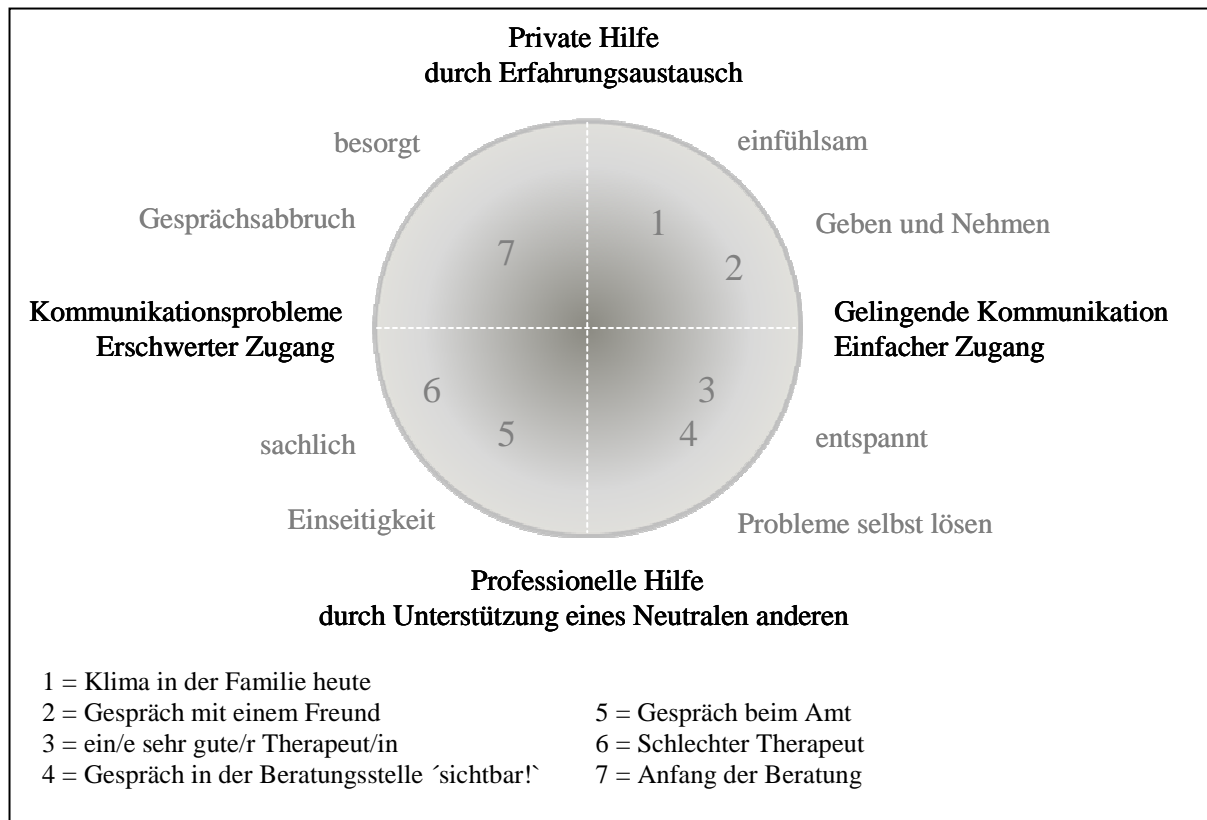 Private Hilfe
durch Erfahrungsaustausch
besorgt
einfühlsam
Gesprächsabbruch
1
Geben und Nehmen
7
2
Kommunikationsprobleme
Erschwerter Zugang
Gelingende Kommunikation
Einfacher Zugang
6
3
sachlich
5
4
entspannt
Einseitigkeit
Probleme selbst lösen
Professionelle Hilfe
durch Unterstützung eines Neutralen anderen
1 = Klima in der Familie heute
2 = Gespräch mit einem Freund
3 = ein/e sehr gute/r Therapeut/in
4 = Gespräch in der Beratungsstelle ´sichtbar!`
5 = Gespräch beim Amt
6 = Schlechter Therapeut
7 = Anfang der Beratung